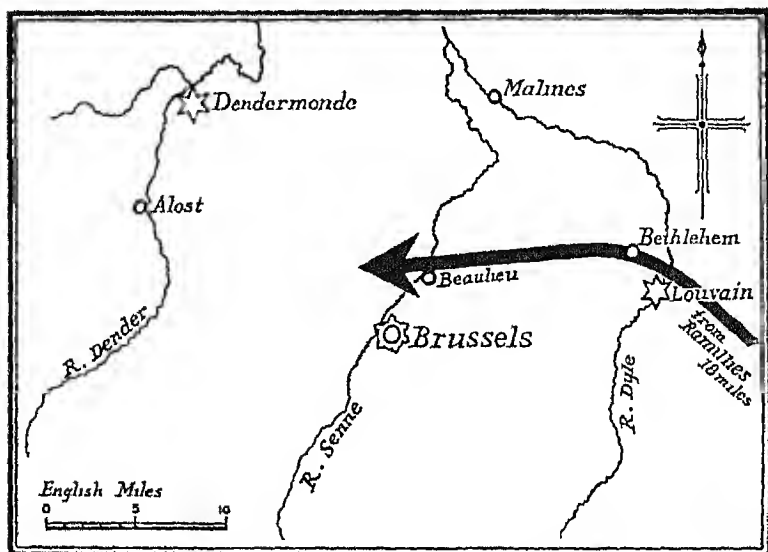 Dendermonde
Malines
Alost
Bethlehem
Beaulieu
Louvain
from
Ramillies
18 miles
Brussels
R. Dender
R. Senne
R. Dyle
English Miles
0 5 10